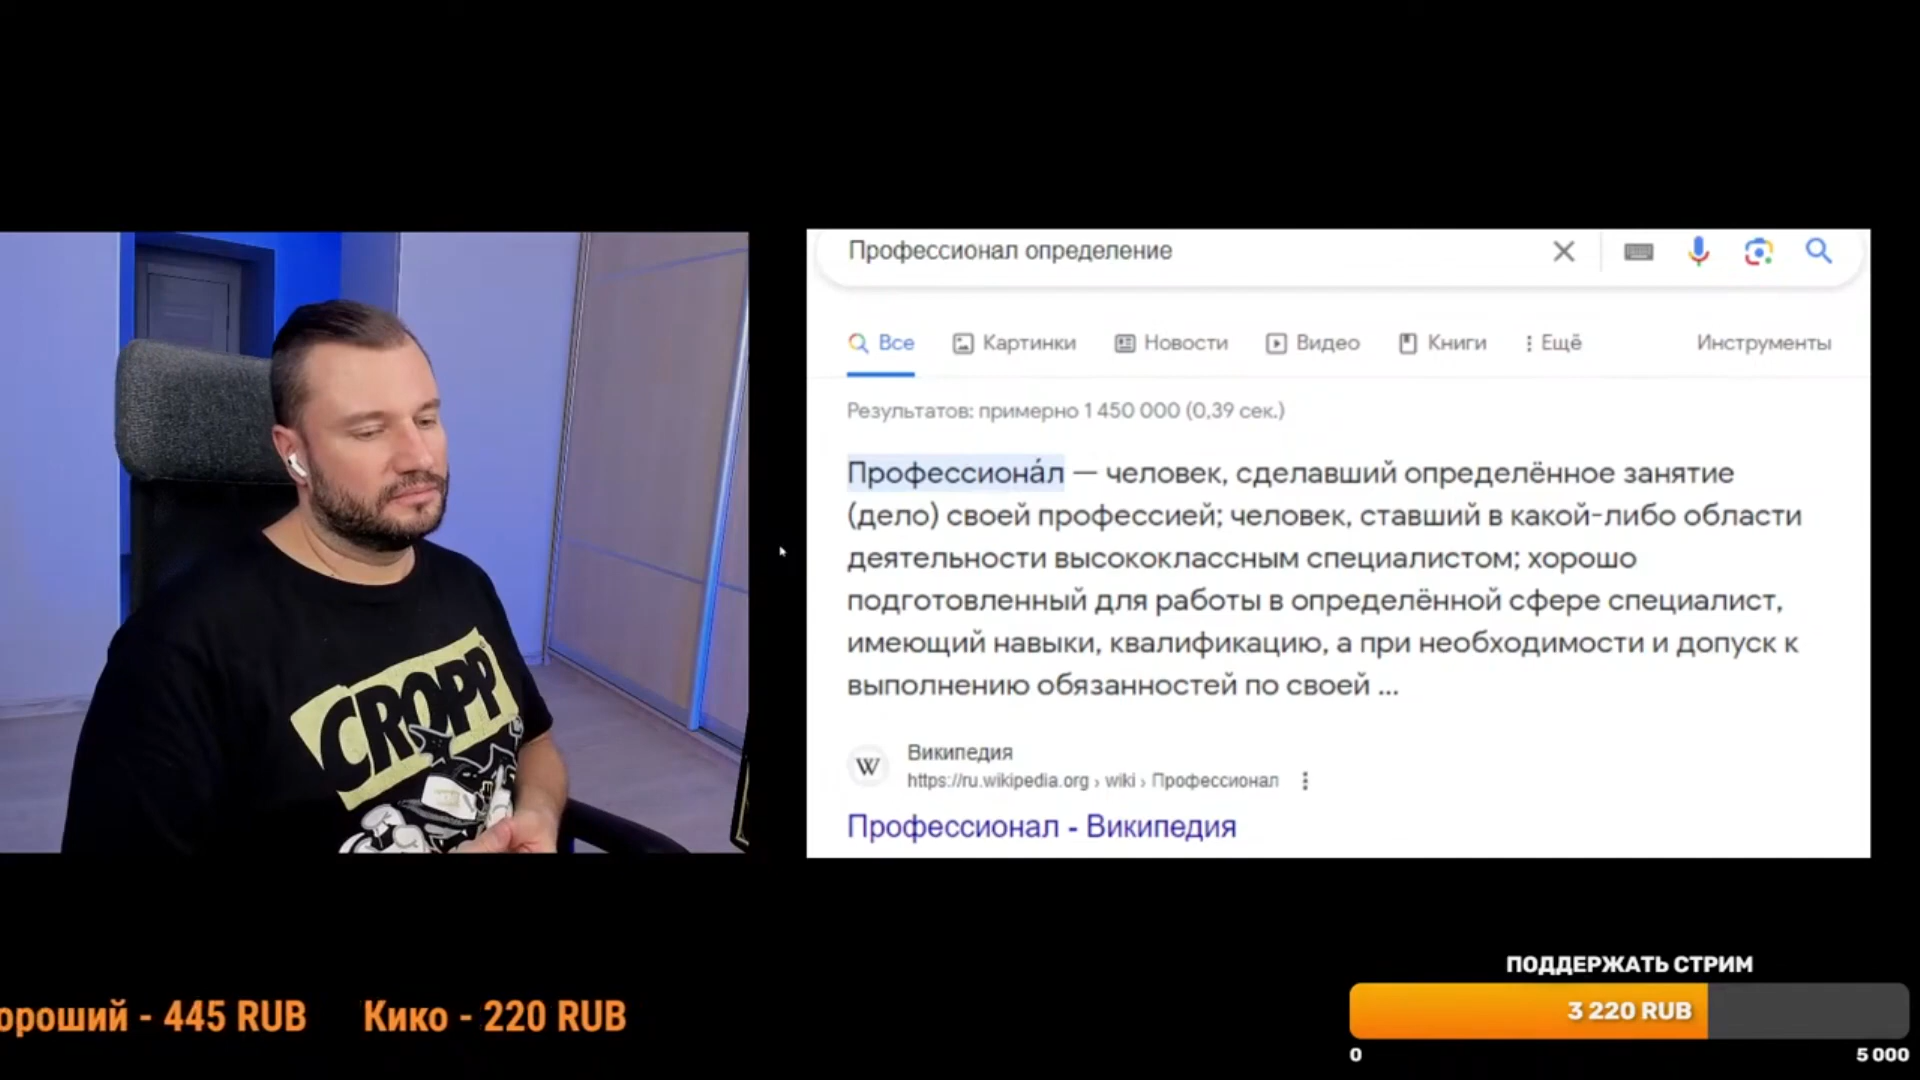 Профессионал определение
Все Картинки Новости Видео Книги Ещё Инструменты
Результатов: примерно 1 450 000 (0,39 сек.)
Профессиона́л — человек, сделавший определённое занятие
(дело) своей профессией; человек, ставший в какой-либо области
деятельности высококлассным специалистом; хорошо
подготовленный для работы в определённой сфере специалист,
имеющий навыки, квалификацию, а при необходимости и допуск к
выполнению обязанностей по своей ...
W
Википедия
https://ru.wikipedia.org › wiki › Профессионал
Профессионал - Википедия
CROPP
ороший - 445 RUB Кико - 220 RUB
ПОДДЕРЖАТЬ СТРИМ
3 220 RUB
0 5 000